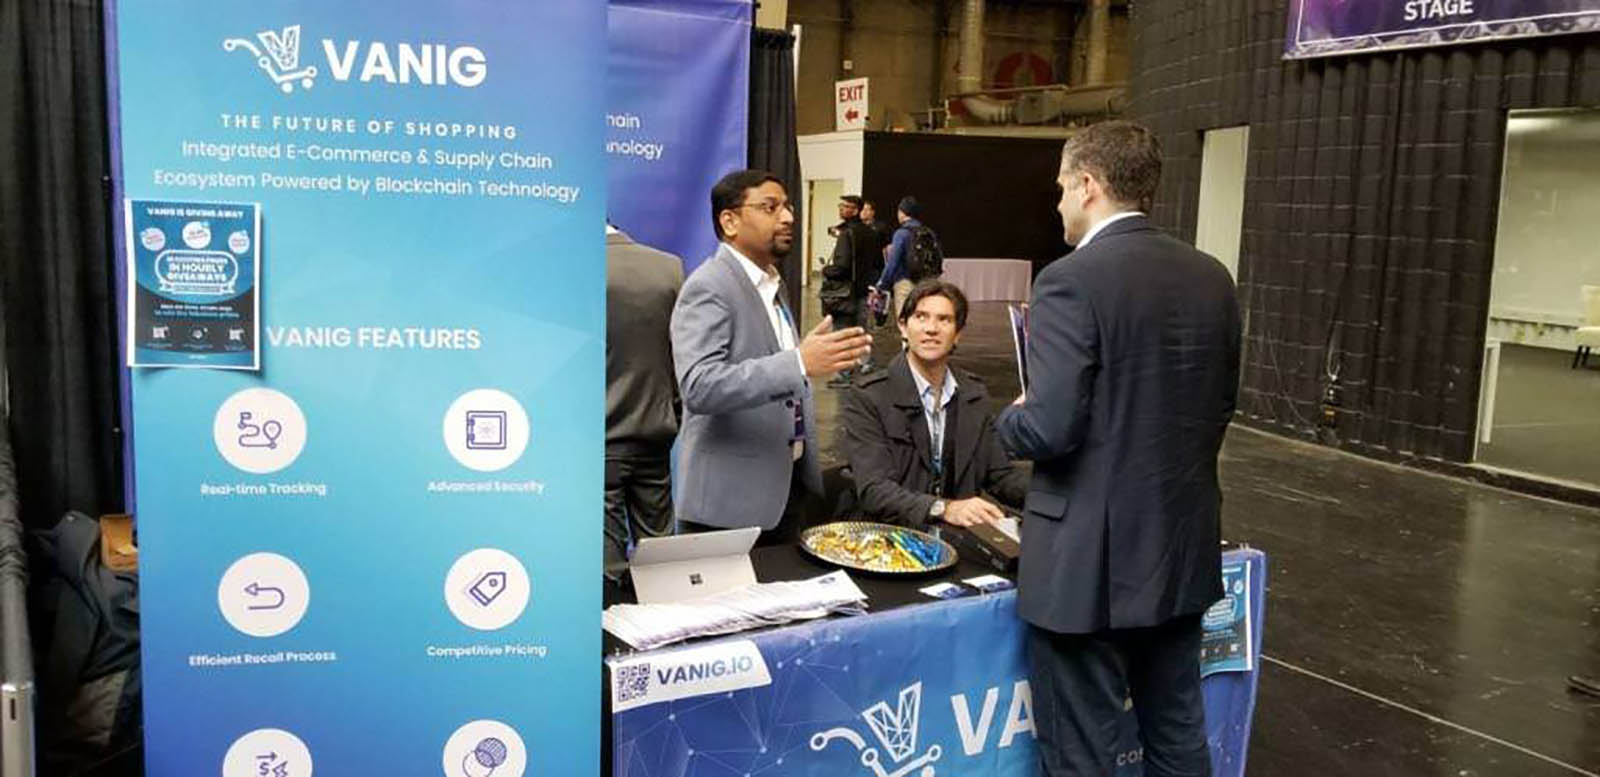 VANIG
THE FUTURE OF SHOPPING
Integrated E-Commerce & Supply Chain
Ecosystem Powered by Blockchain Technology
VANIG IS GIVING AWAY
IN HOURLY
GIVEAWAYS
VANIG FEATURES
Real-time Tracking
Advanced Security
Efficient Recall Process
Competitive Pricing
hain
nology
EXIT
STAGE
VANIG.IO
VA